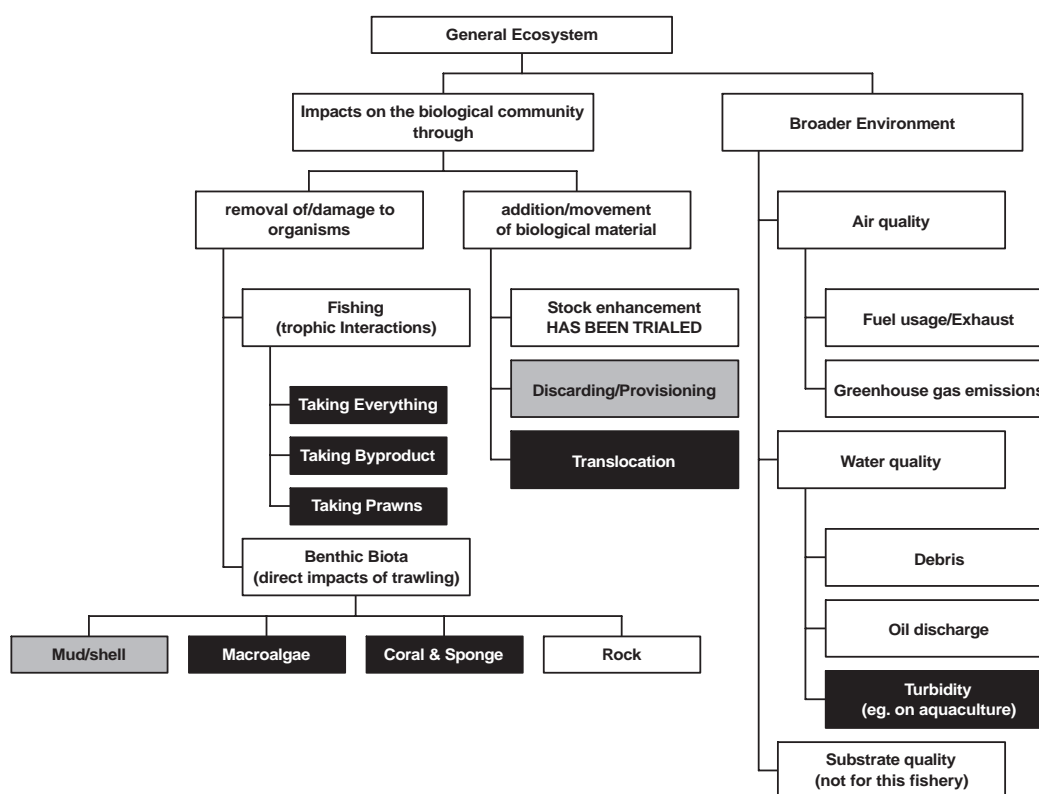 General Ecosystem
Impacts on the biological community
through
Broader Environment
removal of/damage to
organisms
addition/movement
of biological material
Air quality
Fishing
(trophic Interactions)
Stock enhancement
HAS BEEN TRIALED
Fuel usage/Exhaust
Discarding/Provisioning
Greenhouse gas emissions
Taking Everything
Taking Byproduct
Translocation
Water quality
Taking Prawns
Benthic Biota
(direct impacts of trawling)
Debris
Oil discharge
Mud/shell
Macroalgae
Coral & Sponge
Rock
Turbidity
(eg. on aquaculture)
Substrate quality
(not for this fishery)